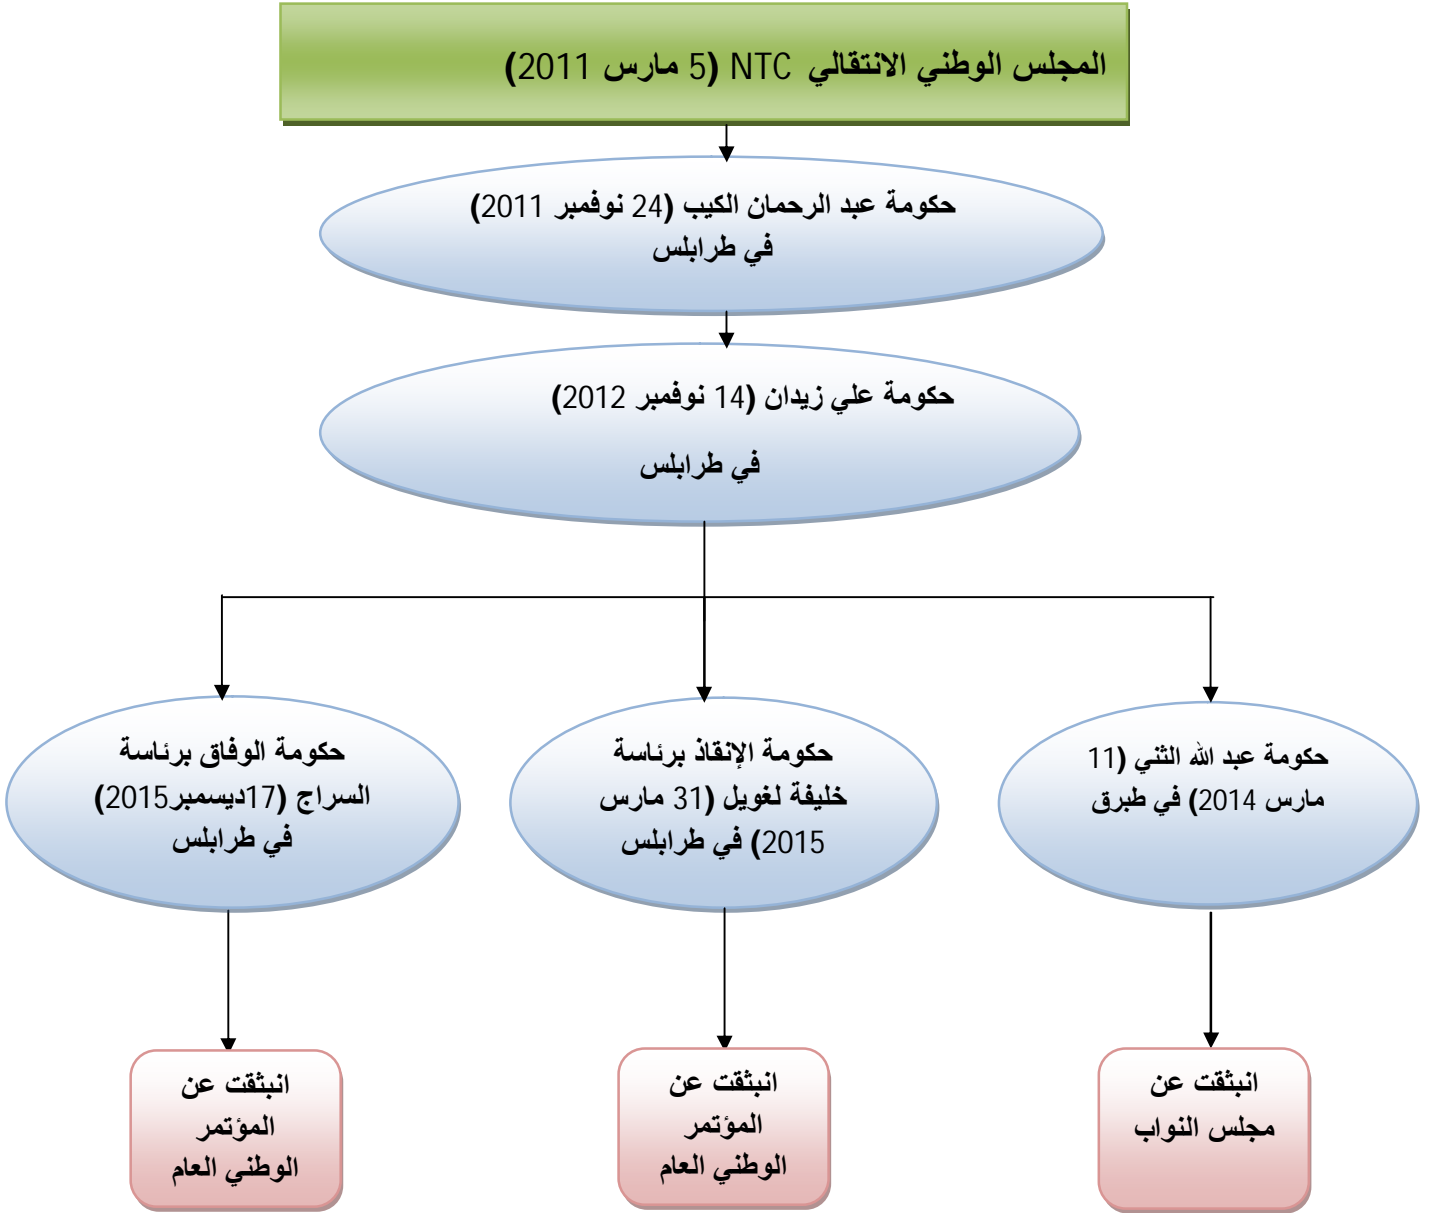 المجلس الوطني الانتقالي NTC (5 مارس 2011)
حكومة عبد الرحمان الكيب (24 نوفمبر 2011)
في طرابلس
حكومة علي زيدان (14 نوفمبر 2012)
في طرابلس
حكومة عبد الله الثني (11
مارس 2014) في طبرق
حكومة الإنقاذ برئاسة
خليفة لغويل (31 مارس
2015) في طرابلس
حكومة الوفاق برئاسة
السراج (17ديسمبر2015)
في طرابلس
انبثقت عن
مجلس النواب
انبثقت عن
المؤتمر
الوطني العام
انبثقت عن
المؤتمر
الوطني العام